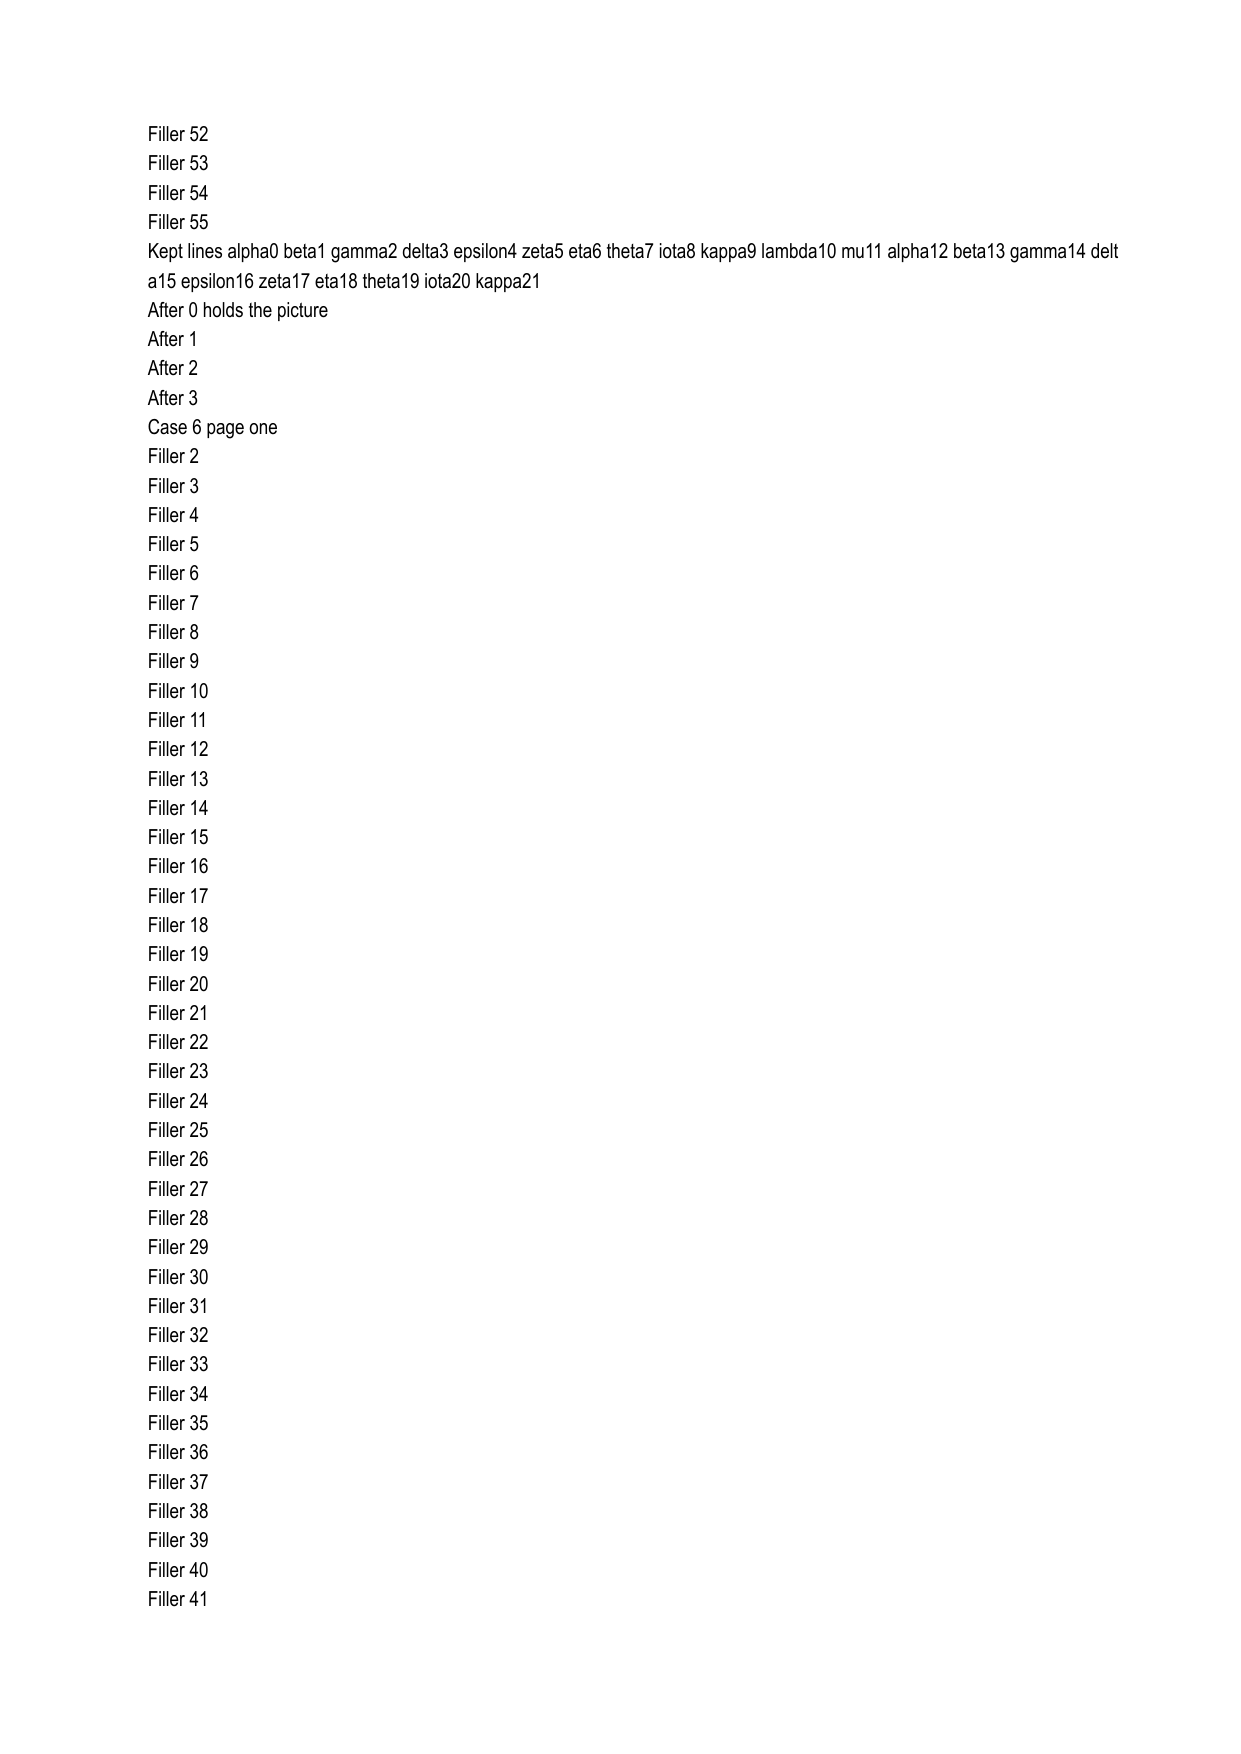 Filler 52
Filler 53
Filler 54
Filler 55
Kept lines alpha0 beta1 gamma2 delta3 epsilon4 zeta5 eta6 theta7 iota8 kappa9 lambda10 mu11 alpha12 beta13 gamma14 delt
a15 epsilon16 zeta17 eta18 theta19 iota20 kappa21
After 0 holds the picture
After 1
After 2
After 3
Case 6 page one
Filler 2
Filler 3
Filler 4
Filler 5
Filler 6
Filler 7
Filler 8
Filler 9
Filler 10
Filler 11
Filler 12
Filler 13
Filler 14
Filler 15
Filler 16
Filler 17
Filler 18
Filler 19
Filler 20
Filler 21
Filler 22
Filler 23
Filler 24
Filler 25
Filler 26
Filler 27
Filler 28
Filler 29
Filler 30
Filler 31
Filler 32
Filler 33
Filler 34
Filler 35
Filler 36
Filler 37
Filler 38
Filler 39
Filler 40
Filler 41